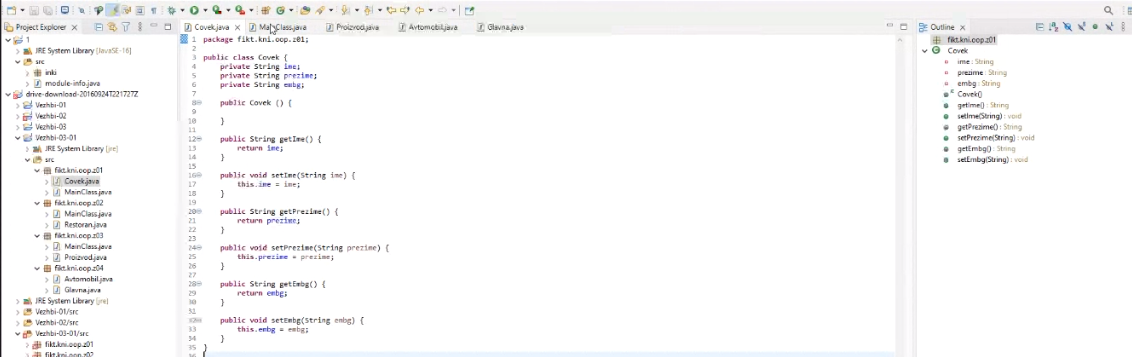 Project Explorer
1
JRE System Library [JavaSE-16]
src
inki
module-info.java
drive-download-20160924T221727Z
Vezhbi-01
Vezhbi-02
Vezhbi-03
Vezhbi-03-01
JRE System Library [jre]
src
fikt.kni.oop.z01
Covek.java
MainClass.java
fikt.kni.oop.z02
MainClass.java
Restoran.java
fikt.kni.oop.z03
MainClass.java
Proizvod.java
fikt.kni.oop.z04
Avtomobil.java
Glavna.java
JRE System Library [jre]
Vezhbi-01/src
Vezhbi-02/src
Vezhbi-03-01/src
fikt.kni.oop.z01
fikt.kni.oop.z02
Covek.java MainClass.java Proizvod.java Avtomobil.java Glavna.java
1 package fikt.kni.oop.z01;
2
3 public class Covek {
4 private String ime;
5 private String prezime;
6 private String embg;
7
8 public Covek () {
9
10 }
11
12 public String getIme() {
13 return ime;
14 }
15
16 public void setIme(String ime) {
17 this.ime = ime;
18 }
19
20 public String getPrezime() {
21 return prezime;
22 }
23
24 public void setPrezime(String prezime) {
25 this.prezime = prezime;
26 }
27
28 public String getEmbg() {
29 return embg;
30 }
31
32 public void setEmbg(String embg) {
33 this.embg = embg;
34 }
35 }
36
Outline
fikt.kni.oop.z01
Covek
ime : String
prezime : String
embg : String
Covek()
getIme() : String
setIme(String) : void
getPrezime() : String
setPrezime(String) : void
getEmbg() : String
setEmbg(String) : void